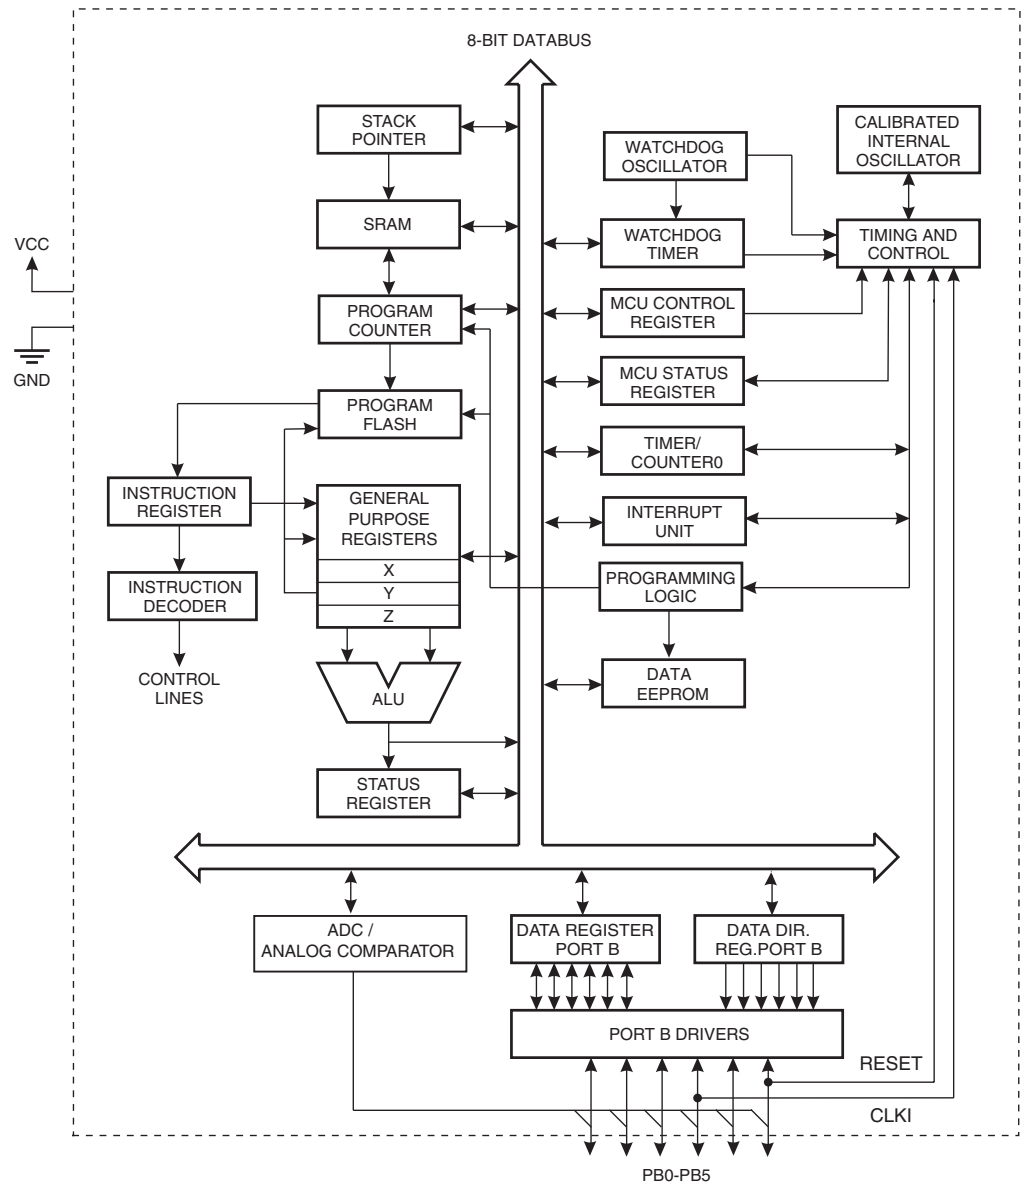 8-BIT DATABUS
STACK
POINTER
SRAM
PROGRAM
COUNTER
PROGRAM
FLASH
VCC
GND
INSTRUCTION
REGISTER
INSTRUCTION
DECODER
CONTROL
LINES
GENERAL
PURPOSE
REGISTERS
X
Y
Z
ALU
STATUS
REGISTER
WATCHDOG
OSCILLATOR
WATCHDOG
TIMER
MCU CONTROL
REGISTER
MCU STATUS
REGISTER
TIMER/
COUNTER0
INTERRUPT
UNIT
PROGRAMMING
LOGIC
DATA
EEPROM
CALIBRATED
INTERNAL
OSCILLATOR
TIMING AND
CONTROL
ADC /
ANALOG COMPARATOR
DATA REGISTER
PORT B
DATA DIR.
REG.PORT B
PORT B DRIVERS
RESET
CLKI
PB0-PB5